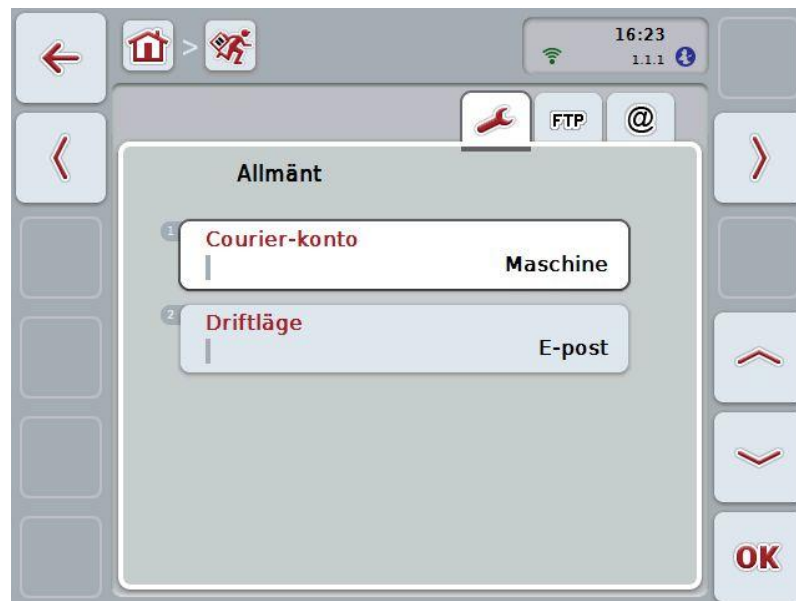 16:23
1.1.1
FTP @
Allmänt
1
Courier-konto
Maschine
2
Driftläge
E-post
OK